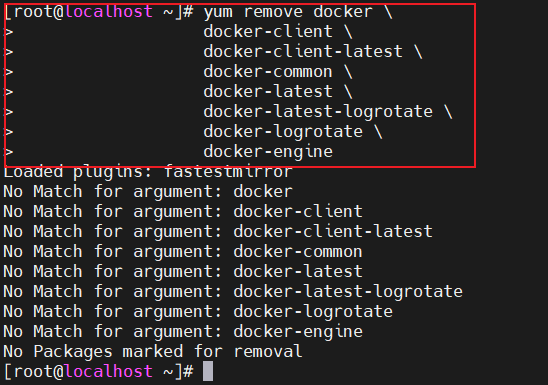 [root@localhost ~]# yum remove docker \
>                  docker-client \
>                  docker-client-latest \
>                  docker-common \
>                  docker-latest \
>                  docker-latest-logrotate \
>                  docker-logrotate \
>                  docker-engine
Loaded plugins: fastestmirror
No Match for argument: docker
No Match for argument: docker-client
No Match for argument: docker-client-latest
No Match for argument: docker-common
No Match for argument: docker-latest
No Match for argument: docker-latest-logrotate
No Match for argument: docker-logrotate
No Match for argument: docker-engine
No Packages marked for removal
[root@localhost ~]#